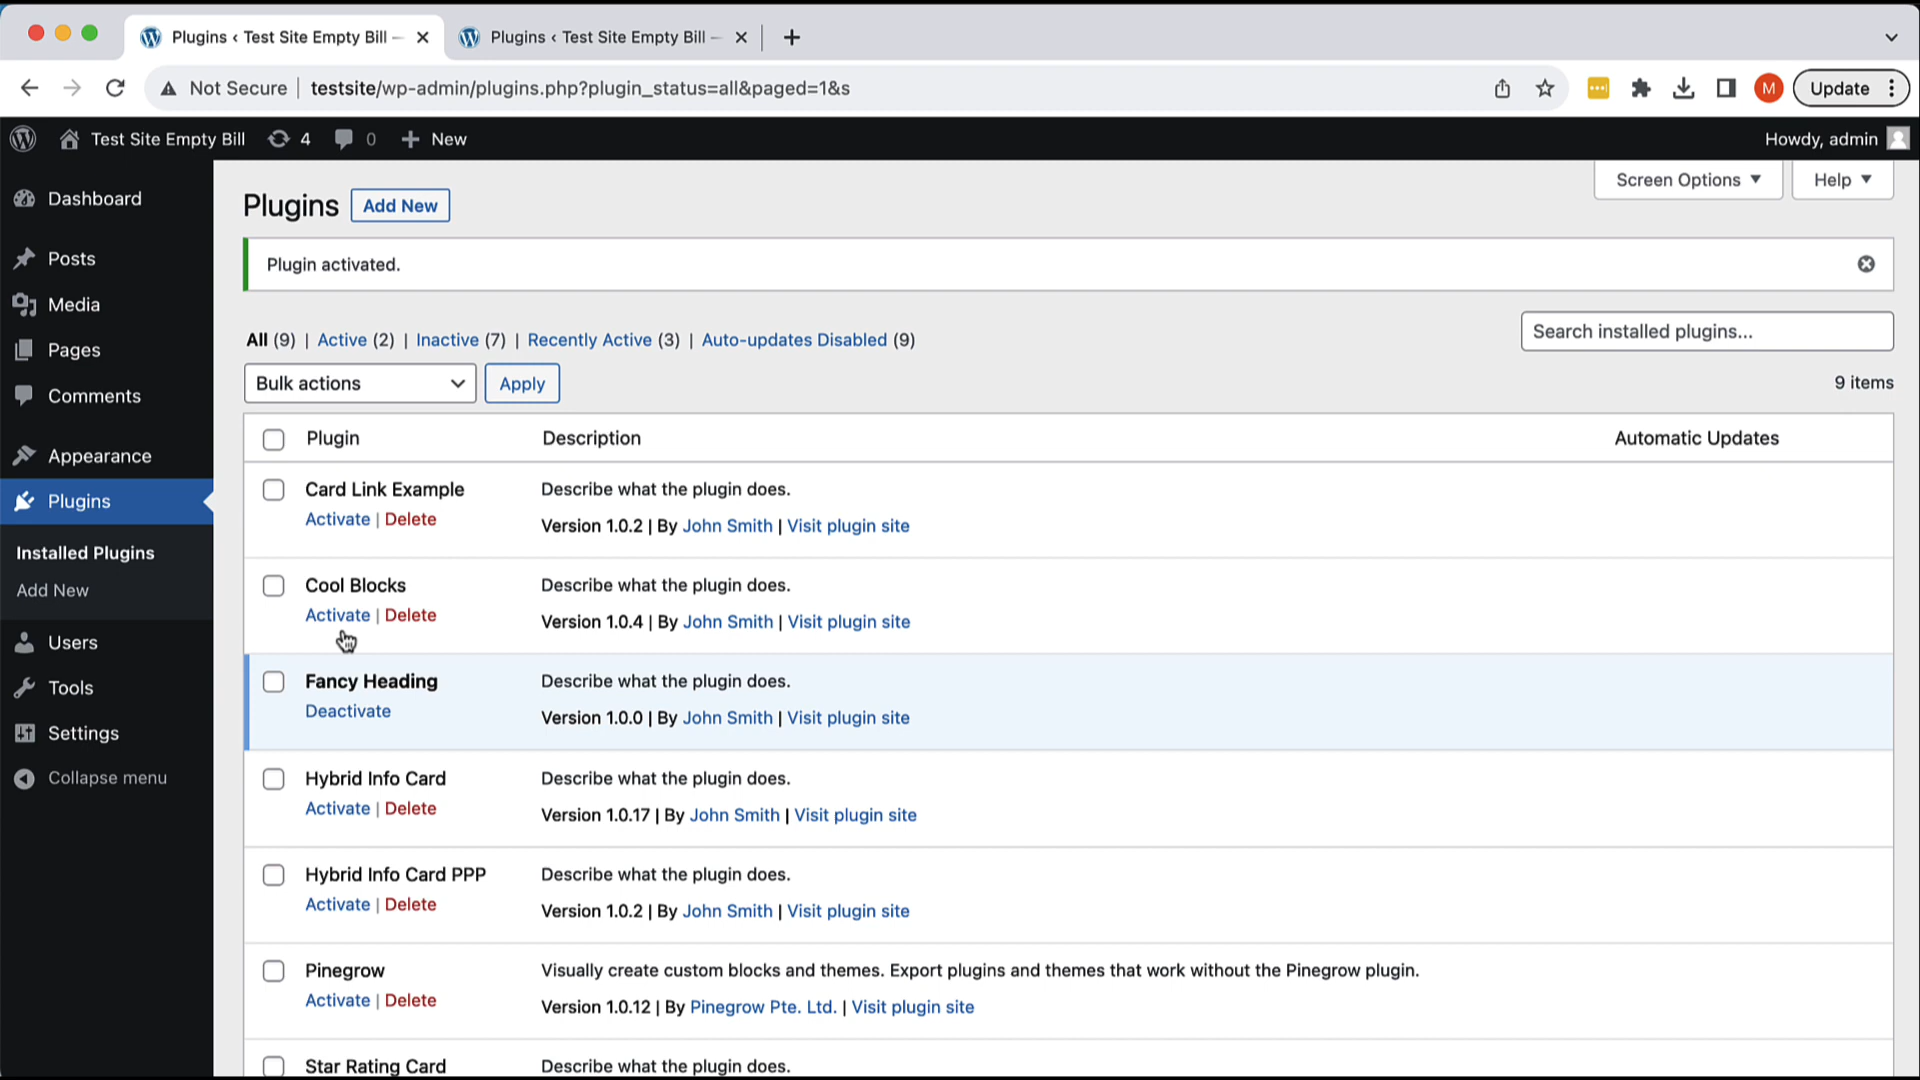 Plugins ‹ Test Site Empty Bill —
Plugins ‹ Test Site Empty Bill —
Not Secure
testsite/wp-admin/plugins.php?plugin_status=all&paged=1&s
M
Update
Test Site Empty Bill
4
0
New
Howdy, admin
Dashboard
Posts
Media
Pages
Comments
Appearance
Plugins
Installed Plugins
Add New
Users
Tools
Settings
Collapse menu
Screen Options
Help
Plugins
Add New
Plugin activated.
All (9) | Active (2) | Inactive (7) | Recently Active (3) | Auto-updates Disabled (9)
Search installed plugins...
Bulk actions
Apply
9 items
Plugin
Description
Automatic Updates
Card Link Example
Describe what the plugin does.
Activate | Delete
Version 1.0.2 | By John Smith | Visit plugin site
Cool Blocks
Describe what the plugin does.
Activate | Delete
Version 1.0.4 | By John Smith | Visit plugin site
Fancy Heading
Describe what the plugin does.
Deactivate
Version 1.0.0 | By John Smith | Visit plugin site
Hybrid Info Card
Describe what the plugin does.
Activate | Delete
Version 1.0.17 | By John Smith | Visit plugin site
Hybrid Info Card PPP
Describe what the plugin does.
Activate | Delete
Version 1.0.2 | By John Smith | Visit plugin site
Pinegrow
Visually create custom blocks and themes. Export plugins and themes that work without the Pinegrow plugin.
Activate | Delete
Version 1.0.12 | By Pinegrow Pte. Ltd. | Visit plugin site
Star Rating Card
Describe what the plugin does.